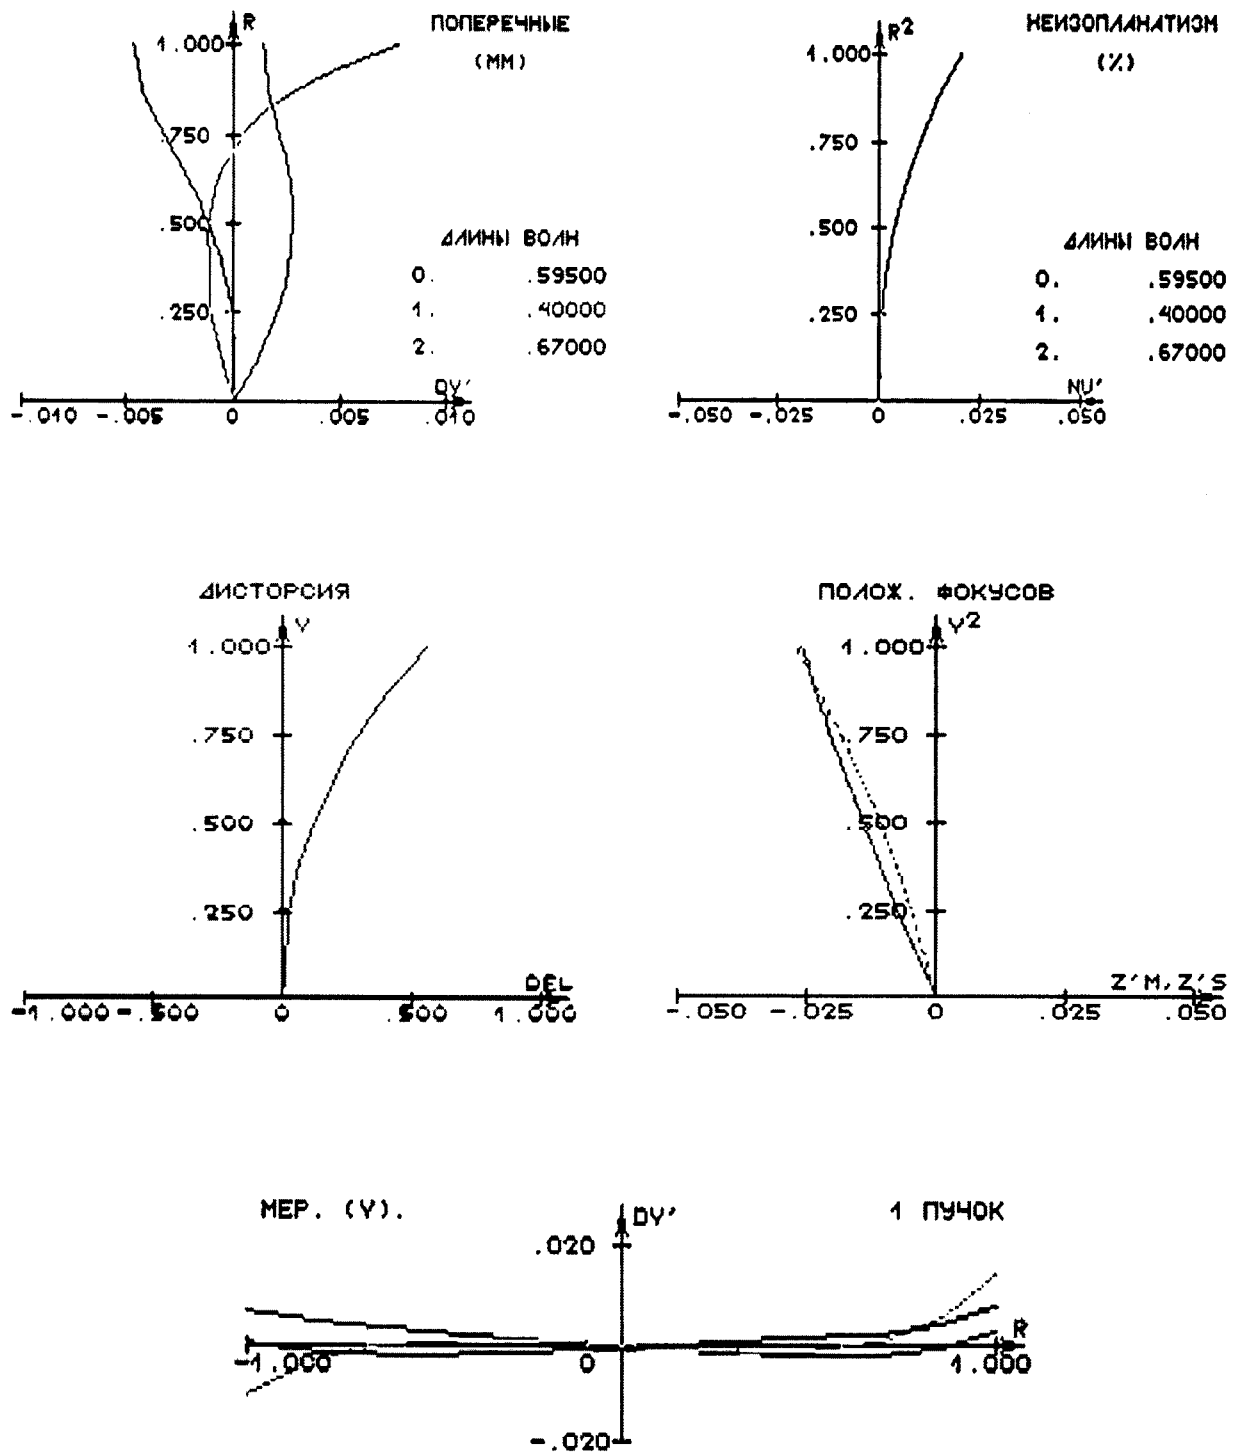 R
ПОПЕРЕЧНЫЕ
(ММ)
1.000
.750
.500
.250
ДЛИНЫ ВОЛН
0. .59500
1. .40000
2. .67000
DY'
-.010 -.005 0 .005 .010
R²
НЕИЗОПЛАНАТИЗМ
(%)
1.000
.750
.500
.250
ДЛИНЫ ВОЛН
0. .59500
1. .40000
2. .67000
NU'
-.050 -.025 0 .025 .050
ДИСТОРСИЯ
Y
1.000
.750
.500
.250
DEL
-1.000 -.500 0 .500 1.000
ПОЛОЖ. ФОКУСОВ
Y²
1.000
.750
.500
.250
Z'M,Z'S
-.050 -.025 0 .025 .050
МЕР. (Y).
DY'
1 ПУЧОК
.020
R
-1.000 0 1.000
-.020